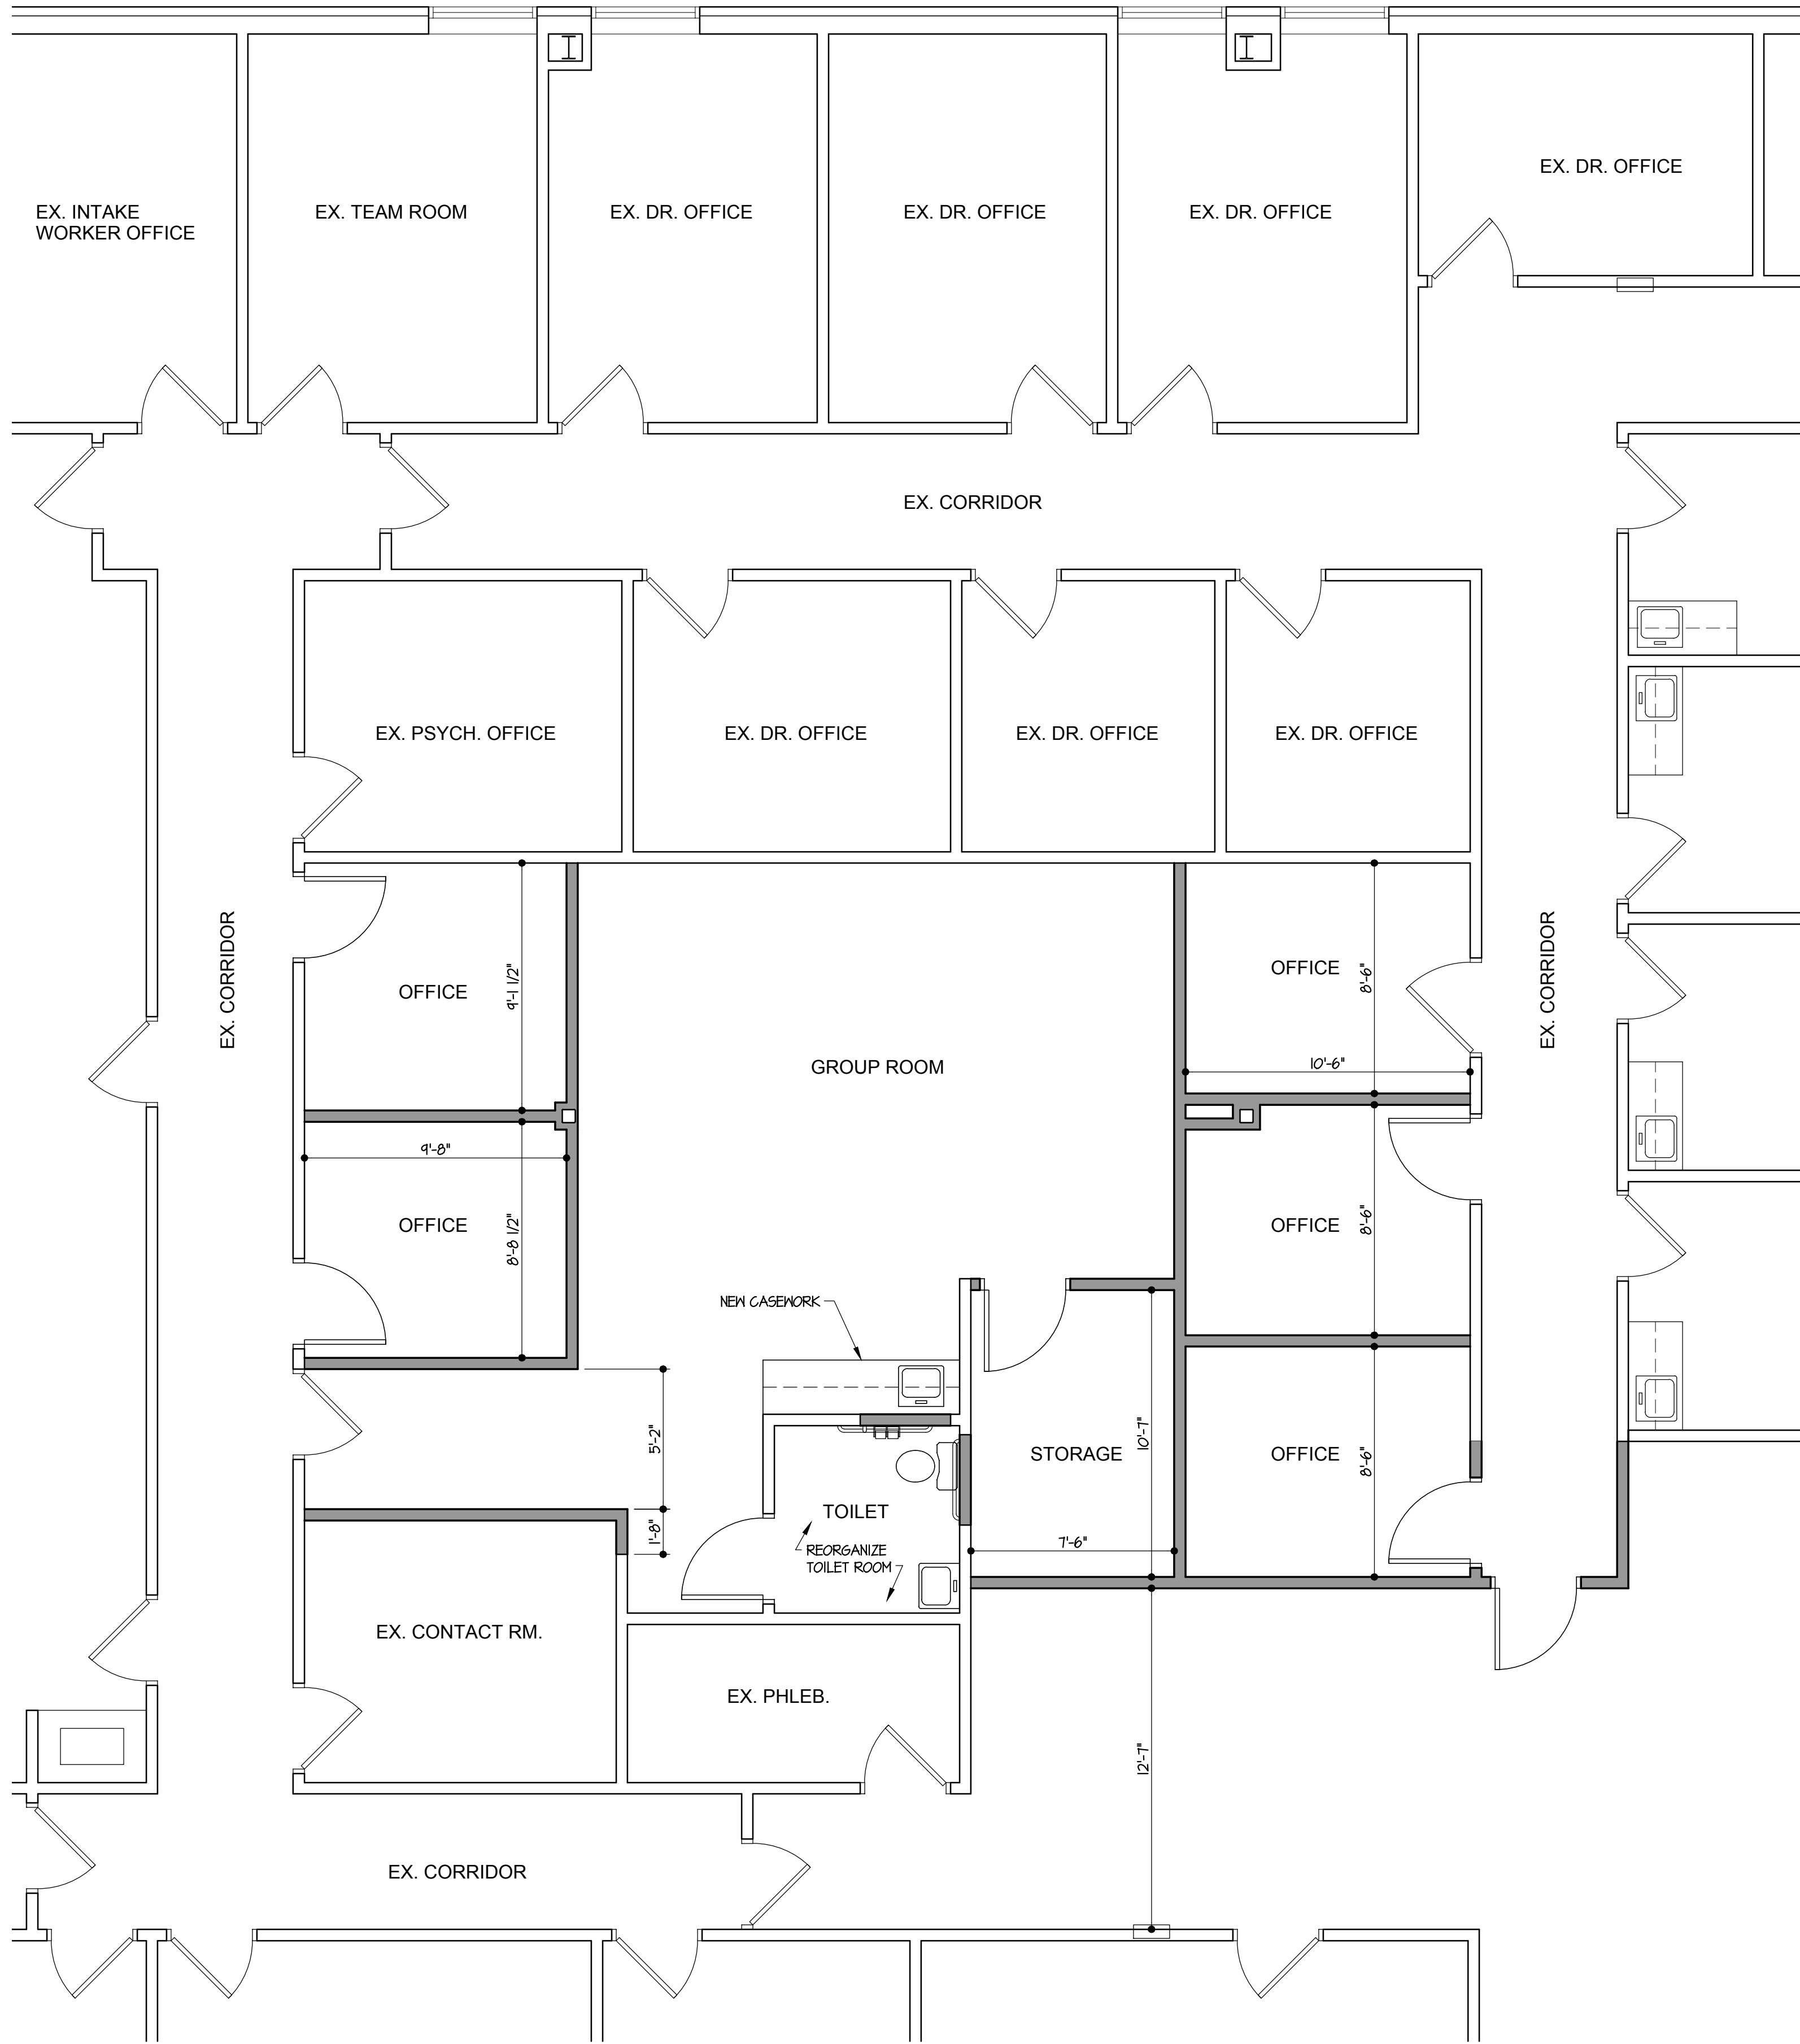 EX. DR. OFFICE
EX. INTAKE
WORKER OFFICE
EX. TEAM ROOM
EX. DR. OFFICE
EX. DR. OFFICE
EX. DR. OFFICE
EX. CORRIDOR
EX. PSYCH. OFFICE
EX. DR. OFFICE
EX. DR. OFFICE
EX. DR. OFFICE
EX. CORRIDOR
OFFICE
9'-1 1/2"
GROUP ROOM
OFFICE
8'-6"
10'-6"
EX. CORRIDOR
9'-8"
OFFICE
8'-8 1/2"
OFFICE
8'-6"
NEW CASEWORK
5'-2"
STORAGE
10'-7"
OFFICE
8'-6"
TOILET
1'-8"
REORGANIZE
TOILET ROOM
7'-6"
EX. CONTACT RM.
EX. PHLEB.
12'-7"
EX. CORRIDOR